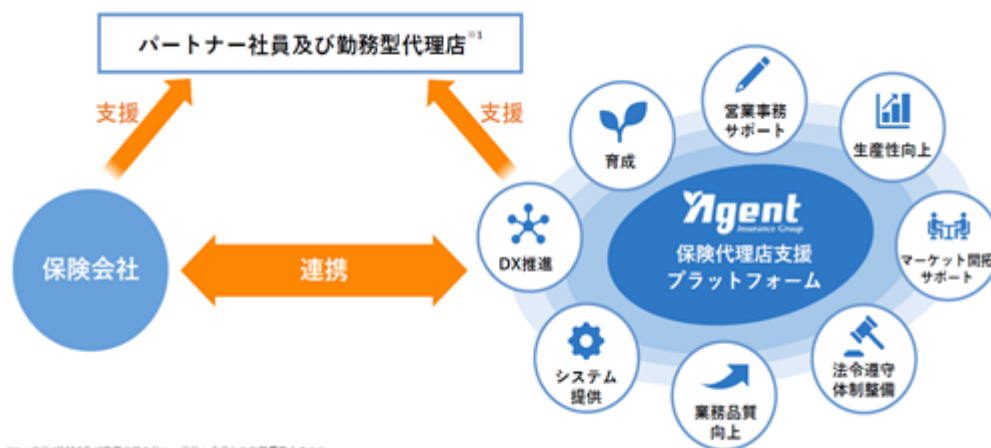 パートナー社員及び勤務型代理店※1
支援
支援
保険会社
連携
営業事務
サポート
育成
生産性向上
DX推進
Agent
Insurance Group
保険代理店支援
プラットフォーム
マーケット開拓
サポート
システム
提供
法令遵守
体制整備
業務品質
向上